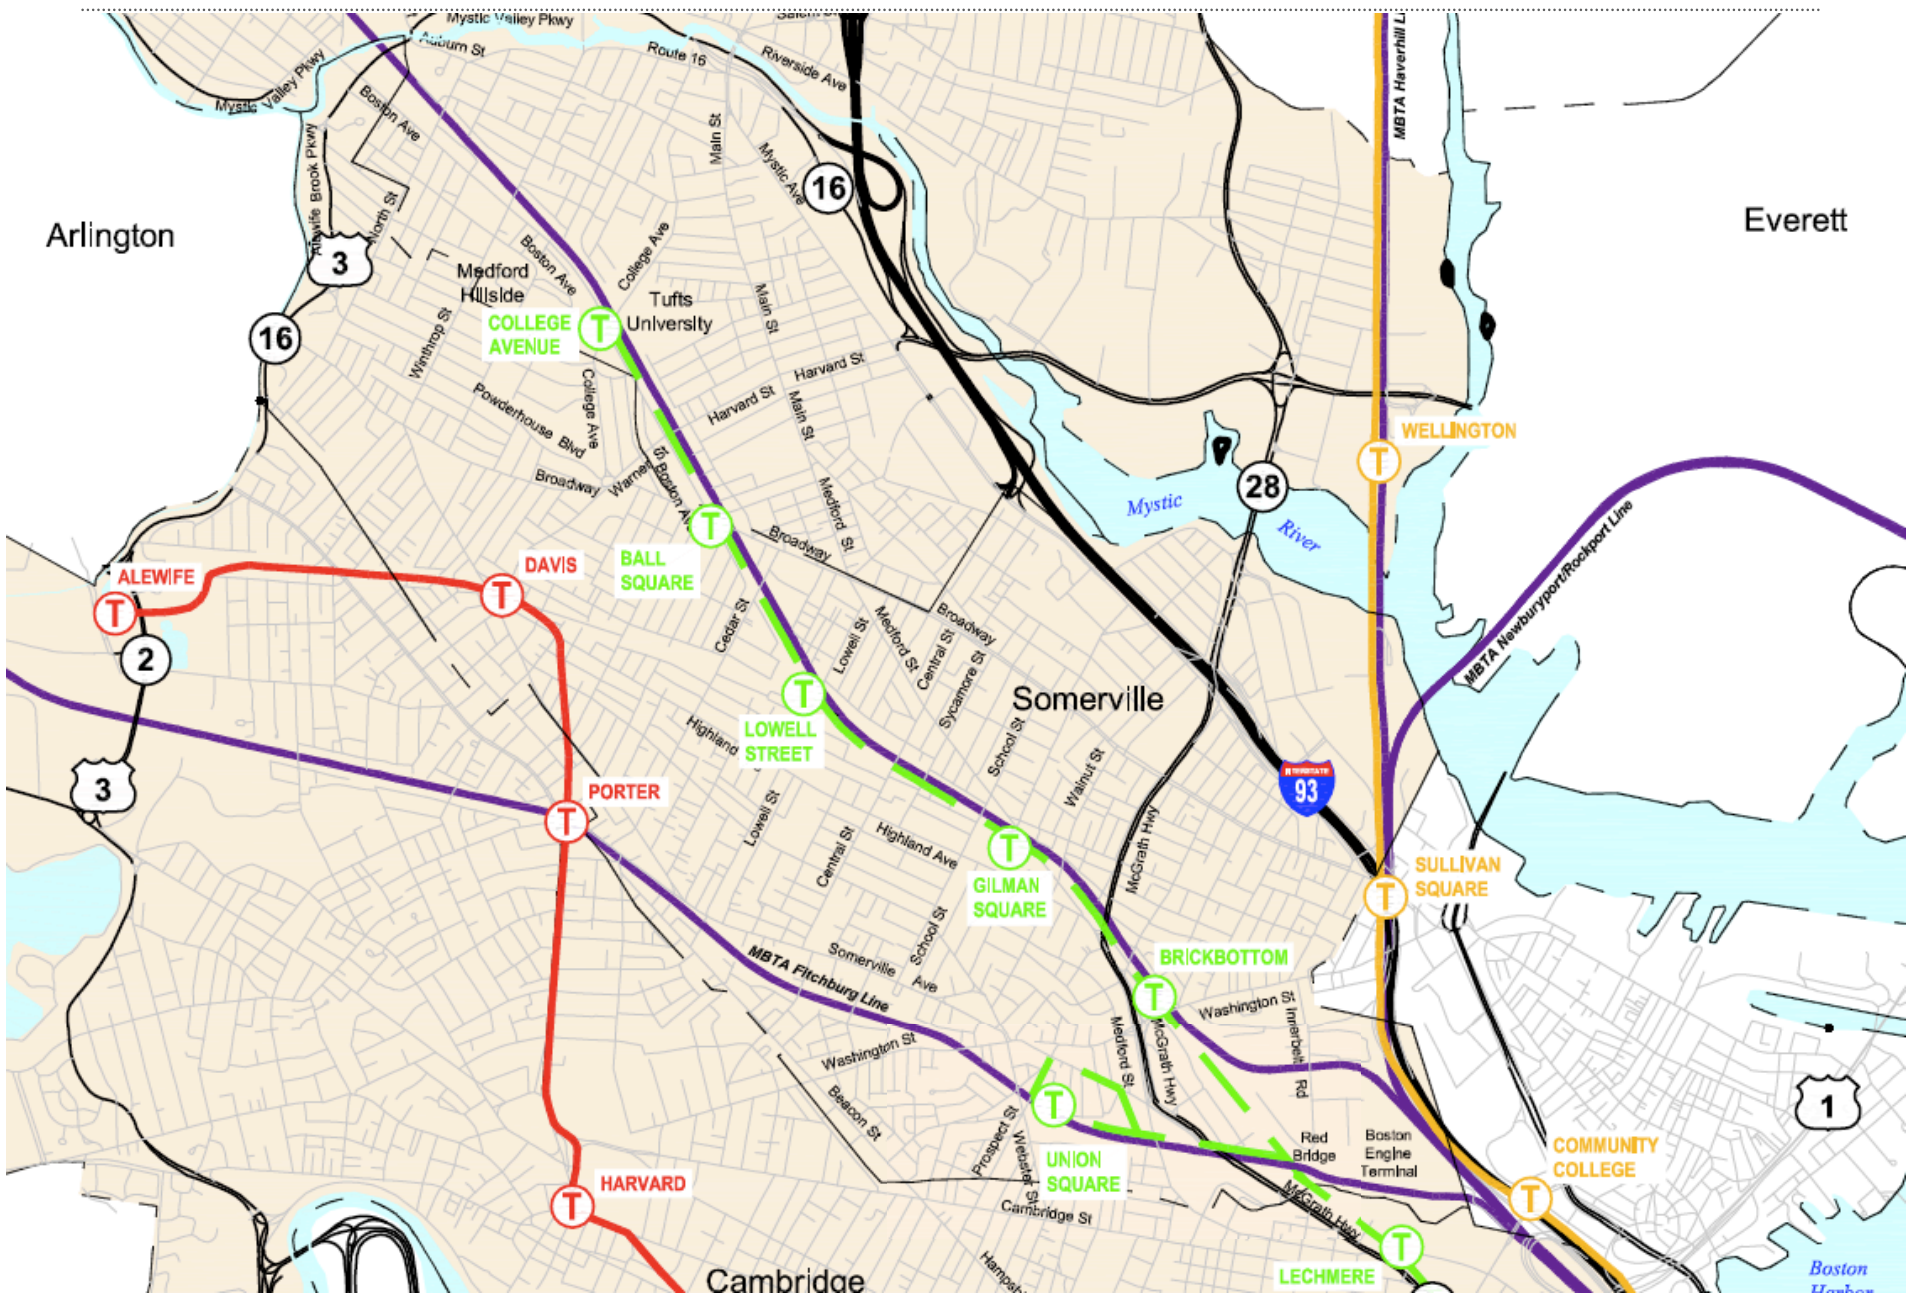 Mystic Valley Pkwy
Auburn St
Route 16
Riverside Ave
MBTA Haverhill
Mystic Valley Pkwy
Boston Ave
Main St
Mystic Ave
16
Alewife Brook Pkwy
North St
Arlington
Everett
3
Boston Ave
College Ave
Medford
Hillside
Tufts
University
COLLEGE
AVENUE
T
Main St
16
Winthrop St
Harvard St
Harvard St
College Ave
Powderhouse Blvd
Main St
WELLINGTON
T
Broadway
Warner St
Boston Ave
Medford St
28
Mystic
River
MBTA Newburyport/Rockport Line
T
BALL
SQUARE
Broadway
ALEWIFE
T
DAVIS
T
2
Cedar St
Lowell St
Medford St
Central St
Sycamore St
Broadway
Somerville
T
LOWELL
STREET
Highland
School St
Walnut St
3
PORTER
T
INTERSTATE
93
Lowell St
Central St
Highland Ave
McGrath Hwy
T
GILMAN
SQUARE
SULLIVAN
SQUARE
T
School St
Somerville
Ave
MBTA Fitchburg Line
BRICKBOTTOM
T
Washington St
Innerbelt Rd
Medford St
McGrath Hwy
Washington St
Beacon St
T
UNION
SQUARE
Prospect St
Webster St
Cambridge St
Red
Bridge
Boston
Engine
Terminal
1
COMMUNITY
COLLEGE
T
HARVARD
T
McGrath Hwy
T
LECHMERE
Cambridge
Boston
Harbor